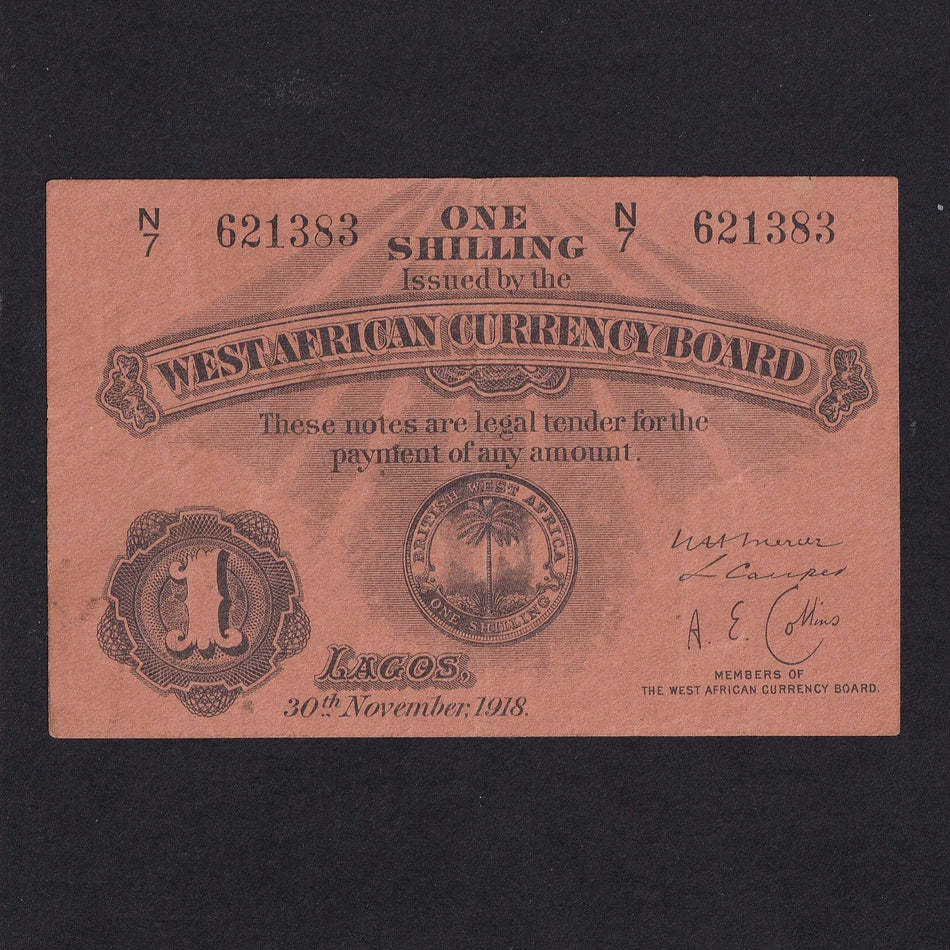 N/7 621383 ONE N/7 621383
SHILLING
Issued by the
WEST AFRICAN CURRENCY BOARD
These notes are legal tender for the
payment of any amount.
BRITISH WEST AFRICA
ONE SHILLING
1
A. E. Collins
LAGOS,
30th November, 1918.
MEMBERS OF
THE WEST AFRICAN CURRENCY BOARD.